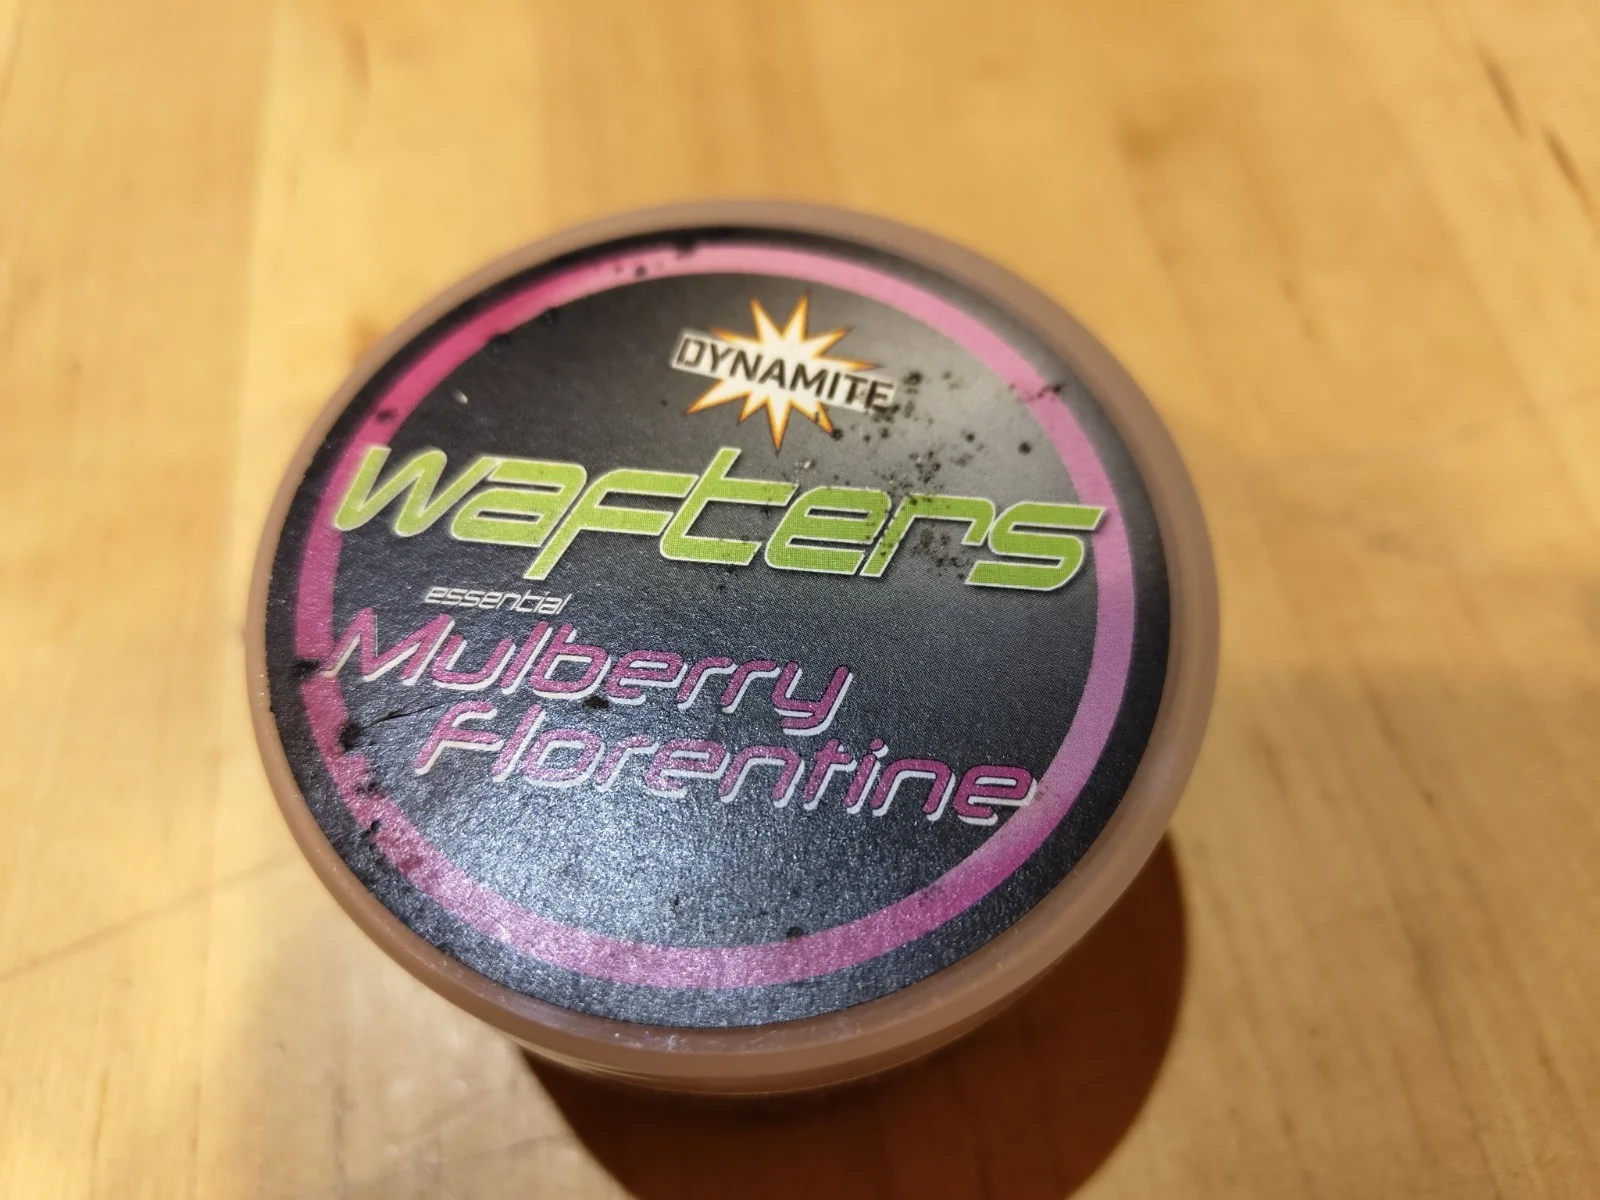 DYNAMITE
wafters
essential
Mulberry
Florentine